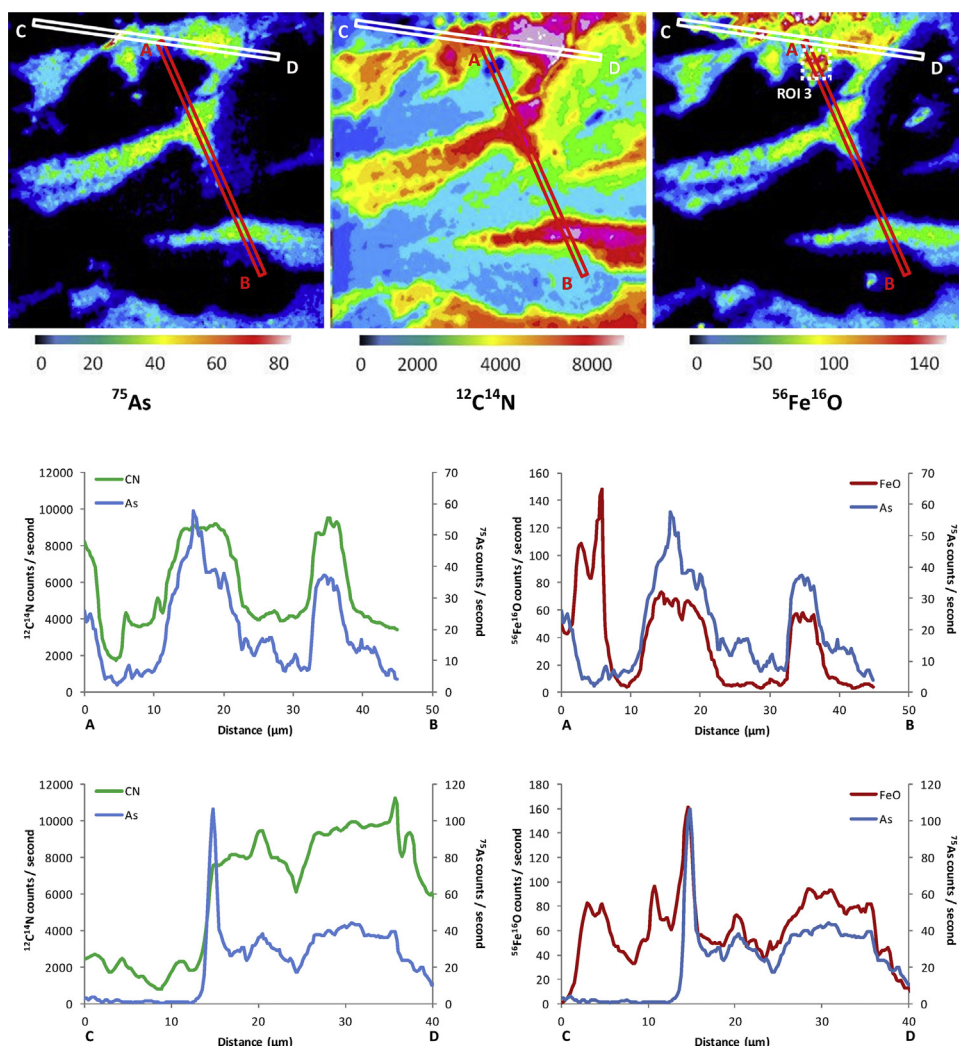 C A D B
C A D B
C A D ROI 3 B
0 20 40 60 80
0 2000 4000 8000
0 50 100 140
⁷⁵As
¹²C¹⁴N
⁵⁶Fe¹⁶O
12000 10000 8000 6000 4000 2000 0
¹²C¹⁴N counts / second
CN
As
70 60 50 40 30 20 10 0
⁷⁵As counts / second
0 10 20 30 40 50
A Distance (μm) B
160 140 120 100 80 60 40 20 0
⁵⁶Fe¹⁶O counts / second
FeO
As
70 60 50 40 30 20 10 0
⁷⁵As counts / second
0 10 20 30 40 50
A Distance (μm) B
12000 10000 8000 6000 4000 2000 0
¹²C¹⁴N counts / second
CN
As
120 100 80 60 40 20 0
⁷⁵As counts / second
0 10 20 30 40
C Distance (μm) D
180 160 140 120 100 80 60 40 20 0
⁵⁶Fe¹⁶O counts / second
FeO
As
120 100 80 60 40 20 0
⁷⁵As counts / second
0 10 20 30 40
C Distance (μm) D